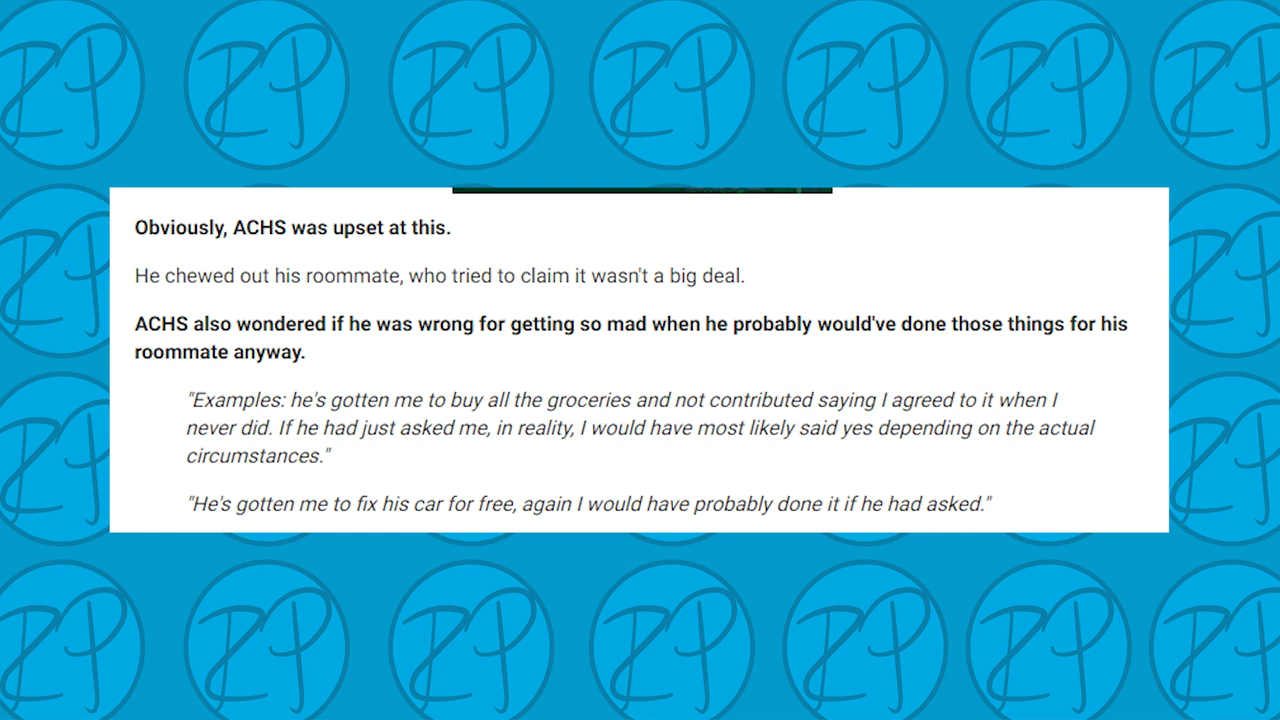 Obviously, ACHS was upset at this.
He chewed out his roommate, who tried to claim it wasn't a big deal.
ACHS also wondered if he was wrong for getting so mad when he probably would've done those things for his
roommate anyway.
"Examples: he's gotten me to buy all the groceries and not contributed saying I agreed to it when I
never did. If he had just asked me, in reality, I would have most likely said yes depending on the actual
circumstances."
"He's gotten me to fix his car for free, again I would have probably done it if he had asked."